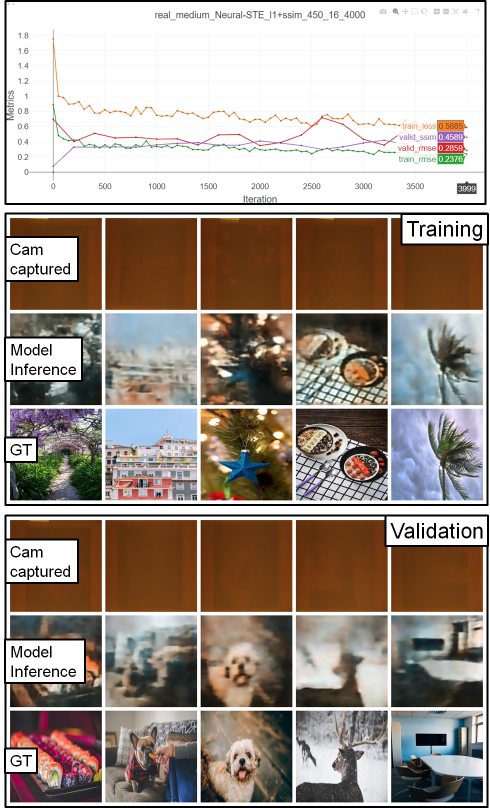 real_medium_Neural-STE_l1+ssim_450_16_4000
Metrics
1.8
1.6
1.4
1.2
1
0.8
0.6
0.4
0.2
0
train_loss 0.5885
valid_ssim 0.4589
valid_rmse 0.2859
train_rmse 0.2376
0 500 1000 1500 2000 2500 3000 3500 3999
Iteration
Training
Cam
captured
Model
Inference
GT
Validation
Cam
captured
Model
Inference
GT